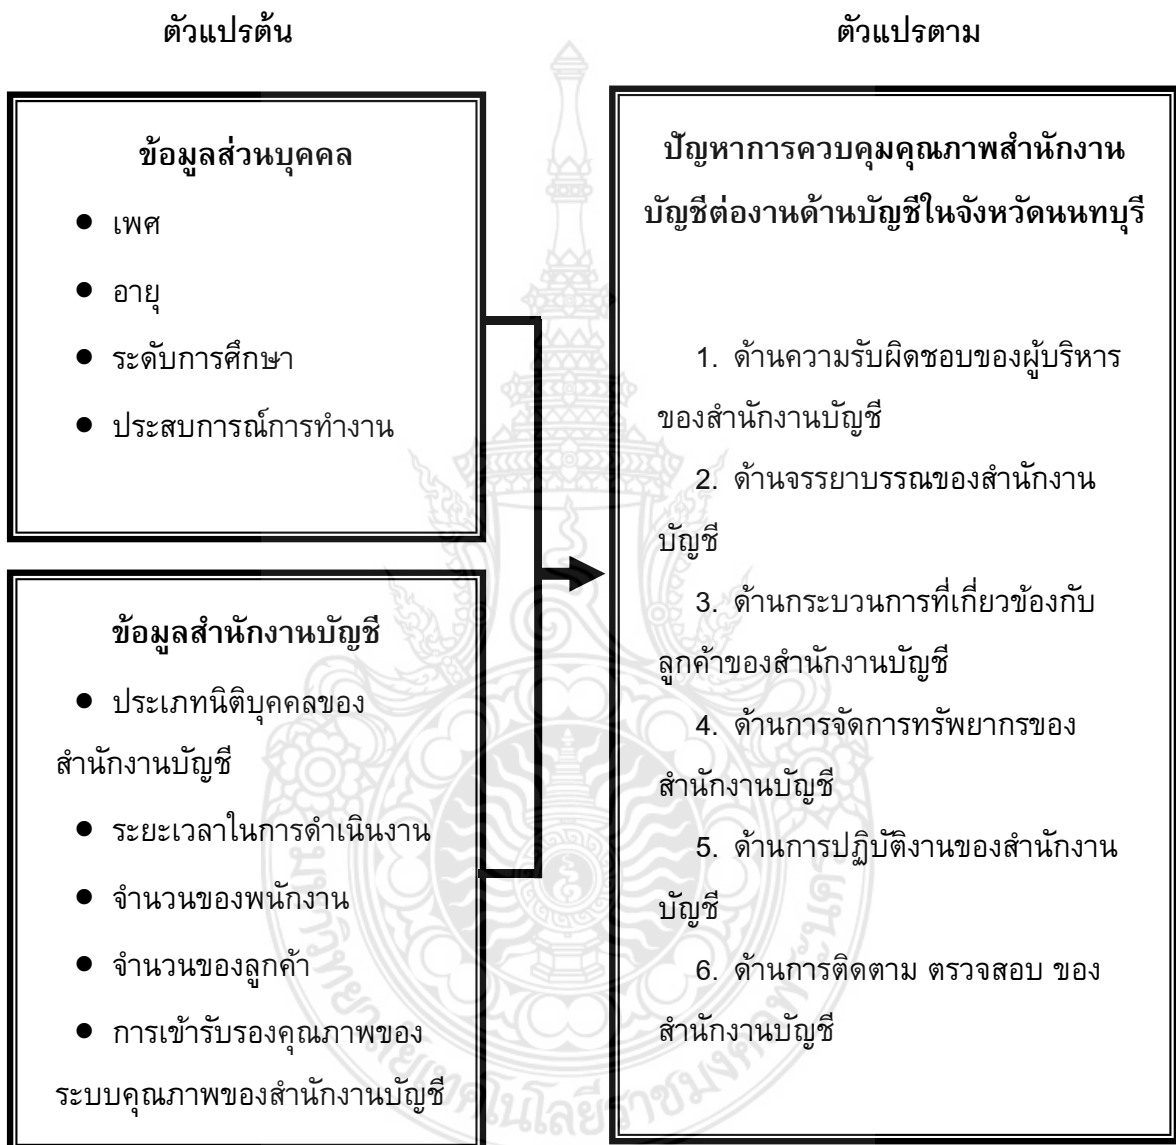 ตัวแปรต้น
ตัวแปรตาม
ข้อมูลส่วนบุคคล
● เพศ
● อายุ
● ระดับการศึกษา
● ประสบการณ์การทำงาน
ข้อมูลสำนักงานบัญชี
● ประเภทนิติบุคคลของ
สำนักงานบัญชี
● ระยะเวลาในการดำเนินงาน
● จำนวนของพนักงาน
● จำนวนของลูกค้า
● การเข้ารับรองคุณภาพของ
ระบบคุณภาพของสำนักงานบัญชี
ปัญหาการควบคุมคุณภาพสำนักงาน
บัญชีต่องานด้านบัญชีในจังหวัดนนทบุรี
1. ด้านความรับผิดชอบของผู้บริหาร
ของสำนักงานบัญชี
2. ด้านจรรยาบรรณของสำนักงาน
บัญชี
3. ด้านกระบวนการที่เกี่ยวข้องกับ
ลูกค้าของสำนักงานบัญชี
4. ด้านการจัดการทรัพยากรของ
สำนักงานบัญชี
5. ด้านการปฏิบัติงานของสำนักงาน
บัญชี
6. ด้านการติดตาม ตรวจสอบ ของ
สำนักงานบัญชี